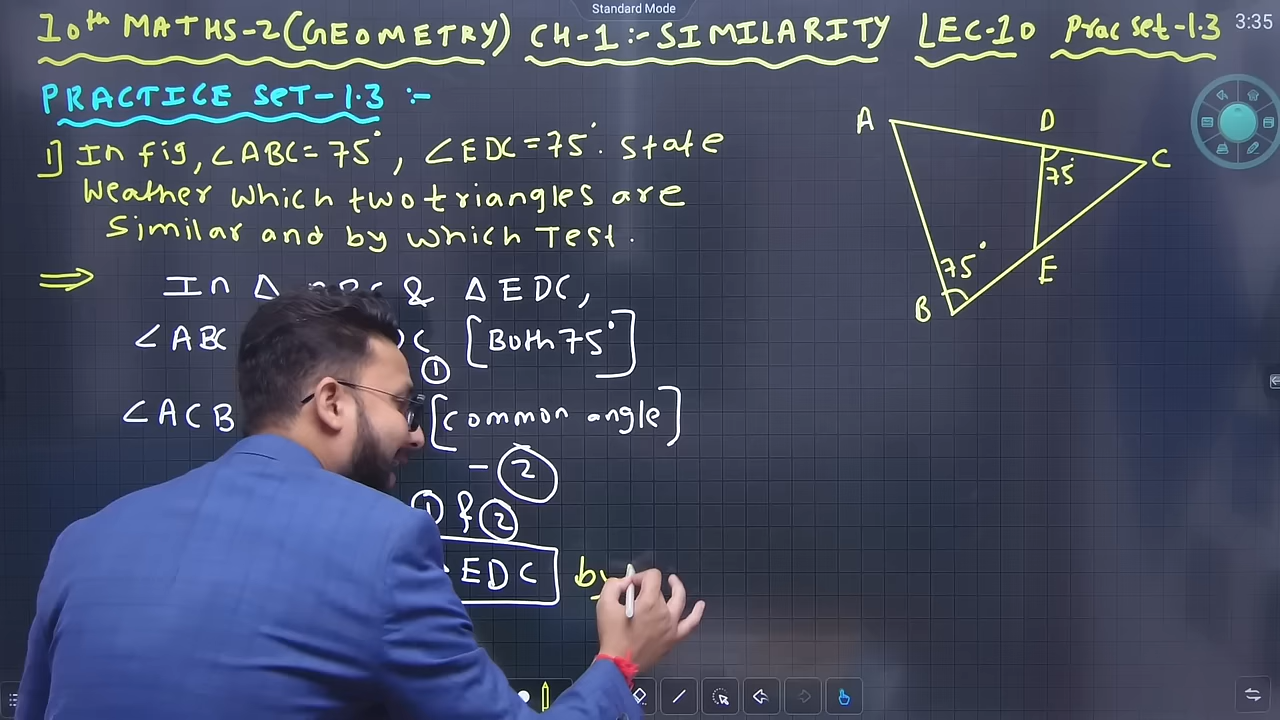 Standard Mode
3:35
10th MATHS-2 (GEOMETRY) CH-1:- SIMILARITY LEC-10 Prac Set-1.3
PRACTICE SET-1.3 :-
1] In fig, ∠ABC = 75°, ∠EDC = 75°. State
Weather which two triangles are
Similar and by which Test.
⇒ In Δ & Δ EDC,
∠ABC [Both 75°]
①
∠ACB [common angle]
- ②
① & ②
EDC by
A D C
75°
75°
E
B